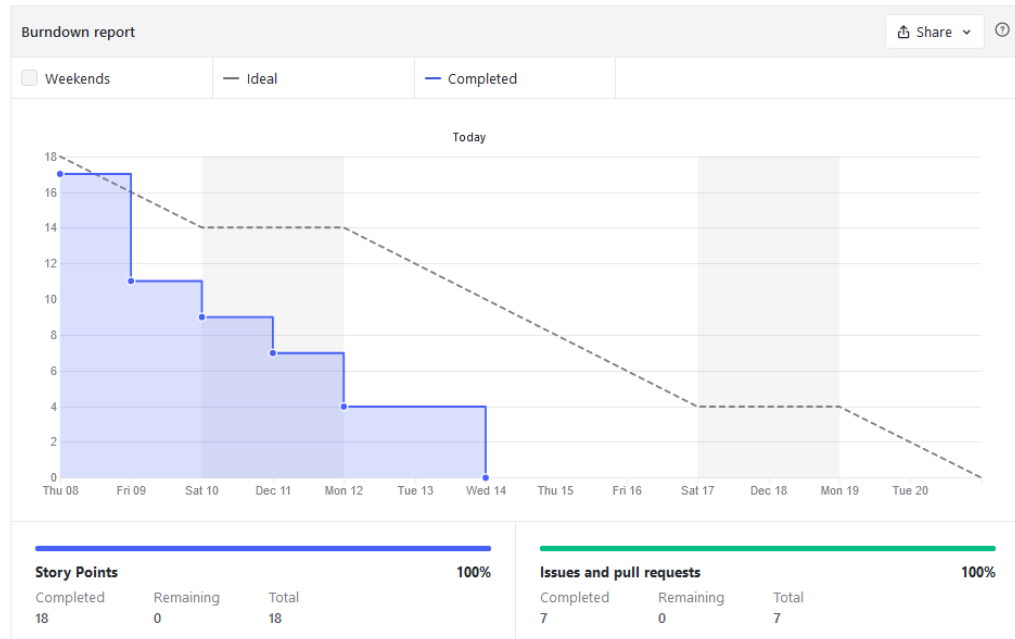 Burndown report
Share
Weekends
Ideal
Completed
Today
18
16
14
12
10
8
6
4
2
0
Thu 08 Fri 09 Sat 10 Dec 11 Mon 12 Tue 13 Wed 14 Thu 15 Fri 16 Sat 17 Dec 18 Mon 19 Tue 20
Story Points 100%
Completed Remaining Total
18 0 18
Issues and pull requests 100%
Completed Remaining Total
7 0 7